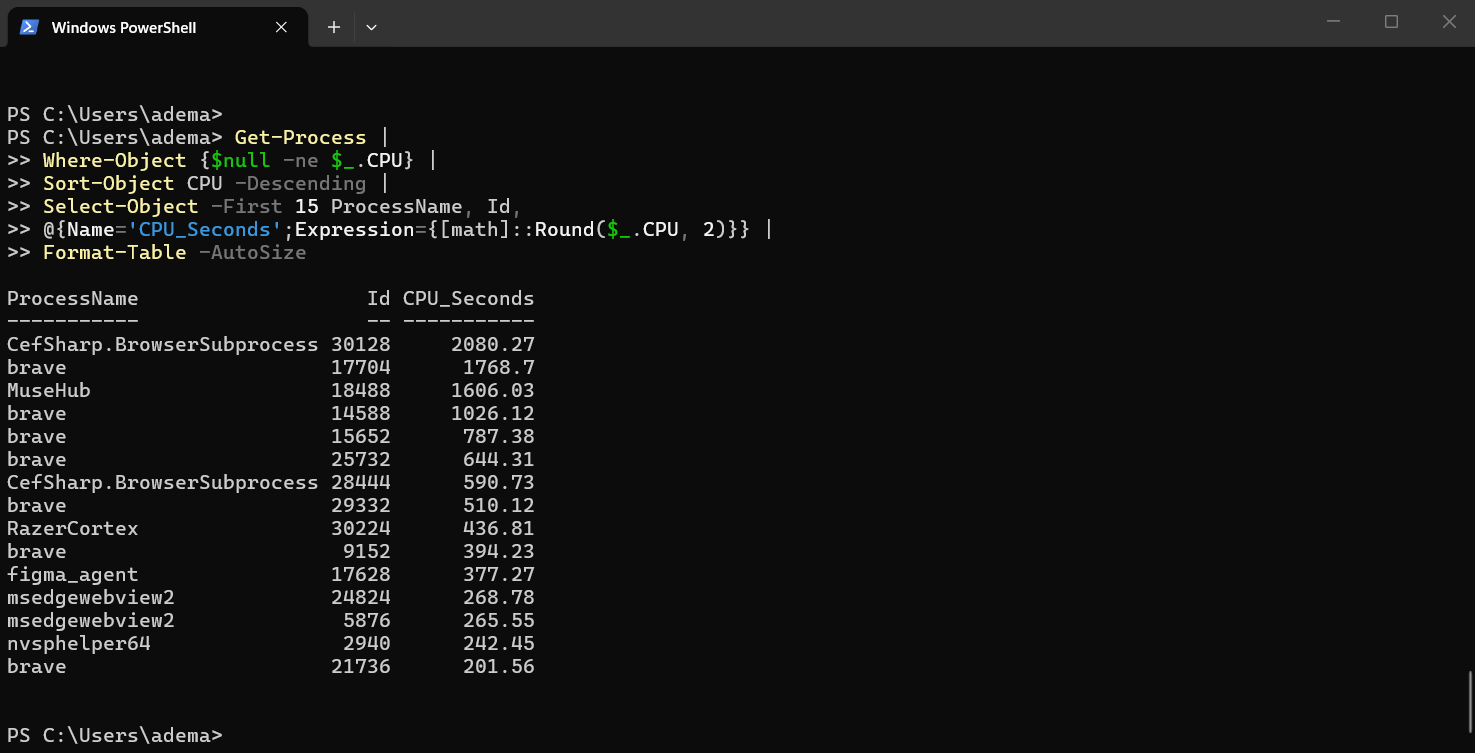 Windows PowerShell
PS C:\Users\adema>
PS C:\Users\adema> Get-Process |
>> Where-Object {$null -ne $_.CPU} |
>> Sort-Object CPU -Descending |
>> Select-Object -First 15 ProcessName, Id,
>> @{Name='CPU_Seconds';Expression={[math]::Round($_.CPU, 2)}} |
>> Format-Table -AutoSize

ProcessName                   Id CPU_Seconds
-----------                   -- -----------
CefSharp.BrowserSubprocess 30128     2080.27
brave                      17704      1768.7
MuseHub                    18488     1606.03
brave                      14588     1026.12
brave                      15652      787.38
brave                      25732      644.31
CefSharp.BrowserSubprocess 28444      590.73
brave                      29332      510.12
RazerCortex                30224      436.81
brave                       9152      394.23
figma_agent                17628      377.27
msedgewebview2             24824      268.78
msedgewebview2              5876      265.55
nvsphelper64                2940      242.45
brave                      21736      201.56

PS C:\Users\adema>